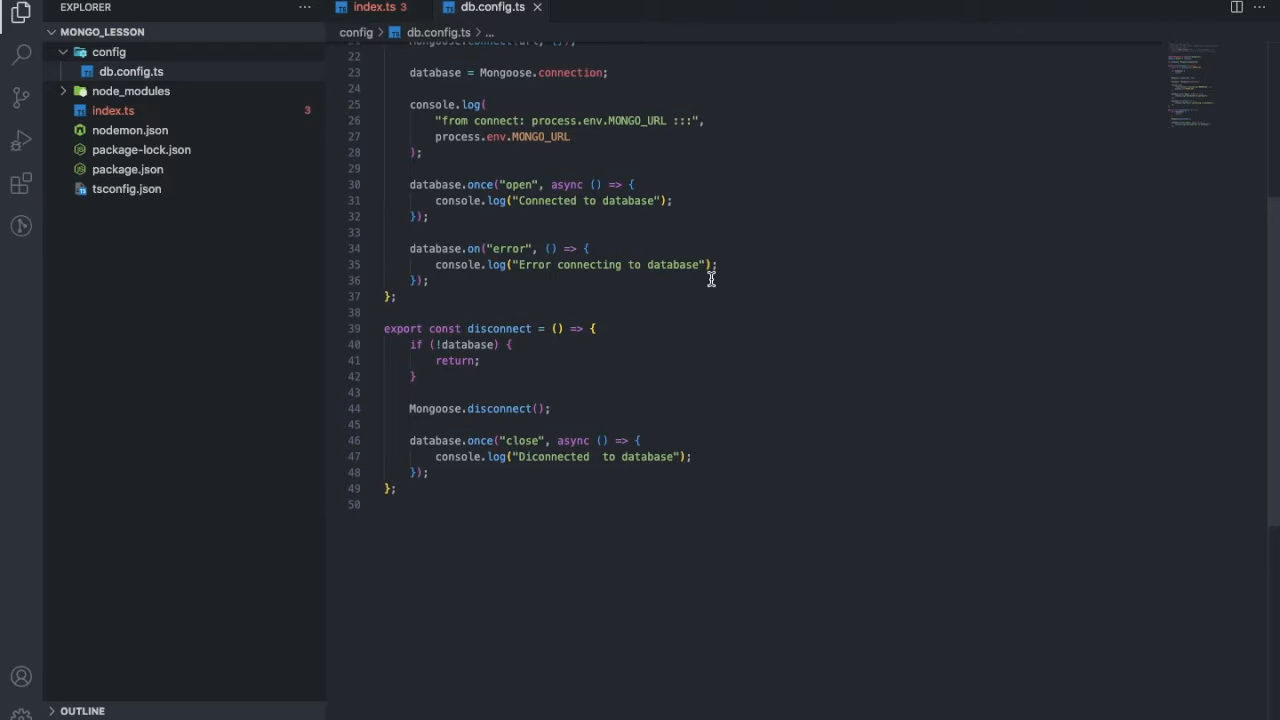 EXPLORER
MONGO_LESSON
config
db.config.ts
node_modules
index.ts 3
nodemon.json
package-lock.json
package.json
tsconfig.json
OUTLINE
index.ts 3
db.config.ts
config > db.config.ts > ...
22
23 database = Mongoose.connection;
24
25 console.log(
26 "from connect: process.env.MONGO_URL :::",
27 process.env.MONGO_URL
28 );
29
30 database.once("open", async () => {
31 console.log("Connected to database");
32 });
33
34 database.on("error", () => {
35 console.log("Error connecting to database");
36 });
37 };
38
39 export const disconnect = () => {
40 if (!database) {
41 return;
42 }
43
44 Mongoose.disconnect();
45
46 database.once("close", async () => {
47 console.log("Diconnected  to database");
48 });
49 };
50